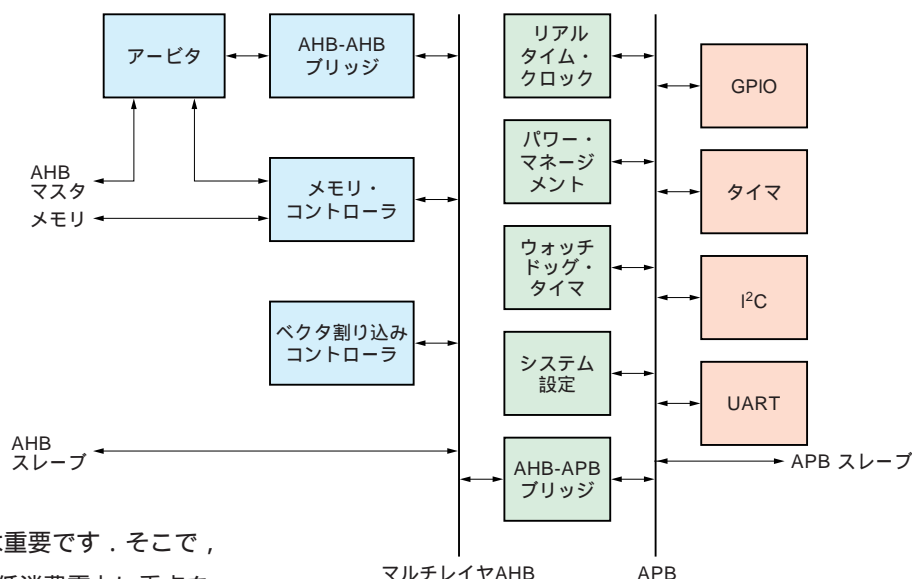 アービタ
AHB-AHB
ブリッジ
リアル
タイム・
クロック
GPIO
パワー・
マネージ
メント
AHB
マスタ
メモリ
メモリ・
コントローラ
タイマ
ウォッチ
ドッグ・
タイマ
I²C
ベクタ割り込み
コントローラ
システム
設定
UART
AHB
スレーブ
AHB-APB
ブリッジ
APB スレーブ
重要です．そこで，
マルチレイヤAHB
APB